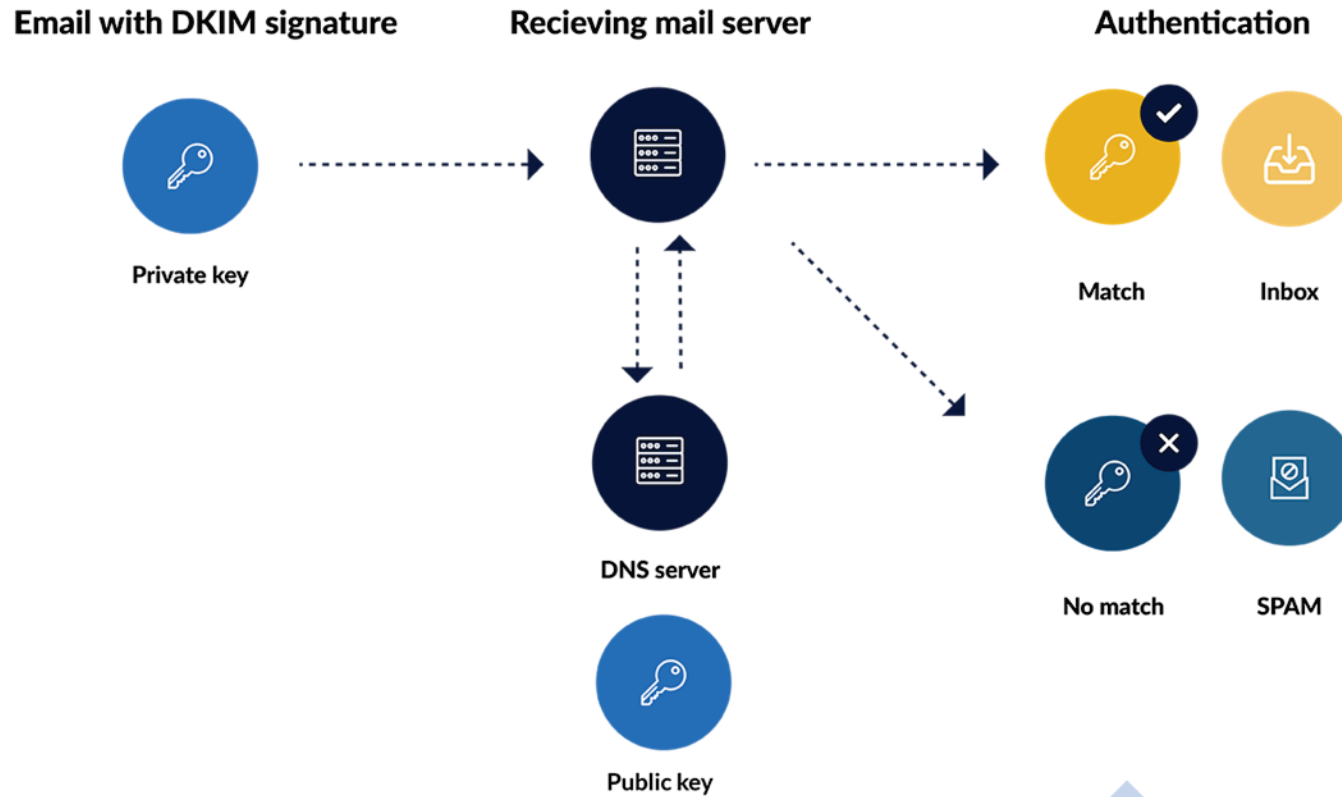 Email with DKIM signature
Recieving mail server
Authentication
Private key
Match
Inbox
DNS server
No match
SPAM
Public key